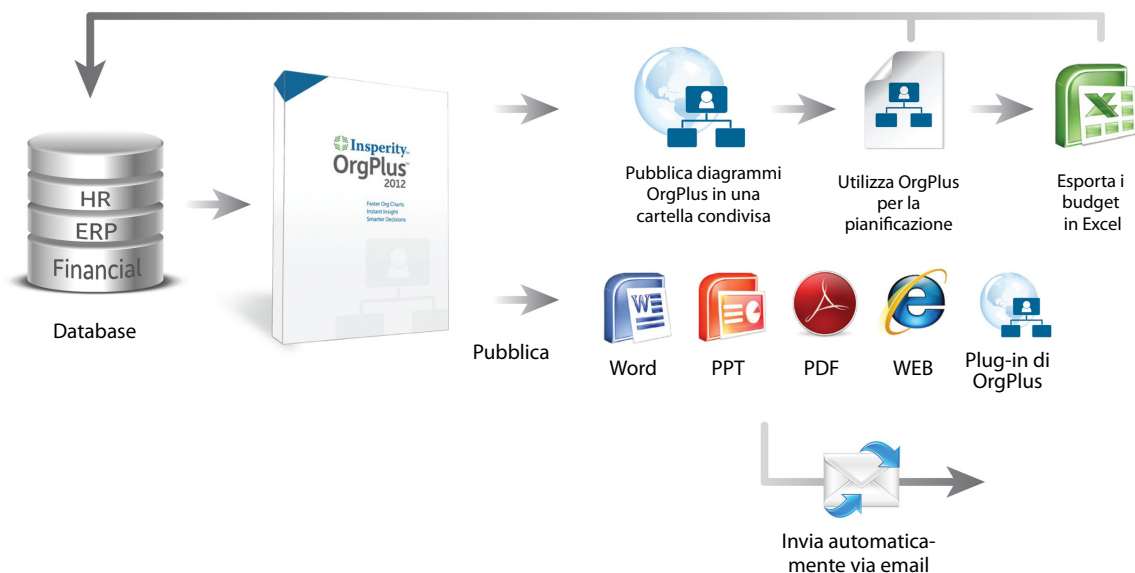 HR
ERP
Financial
Database
Insperity™
OrgPlus™
2012
Faster Org Charts
Instant Insight
Smarter Decisions
Pubblica diagrammi
OrgPlus in una
cartella condivisa
Utilizza OrgPlus
per la
pianificazione
Esporta i
budget
in Excel
Pubblica
Word
PPT
PDF
WEB
Plug-in di
OrgPlus
Invia automatica-
mente via email